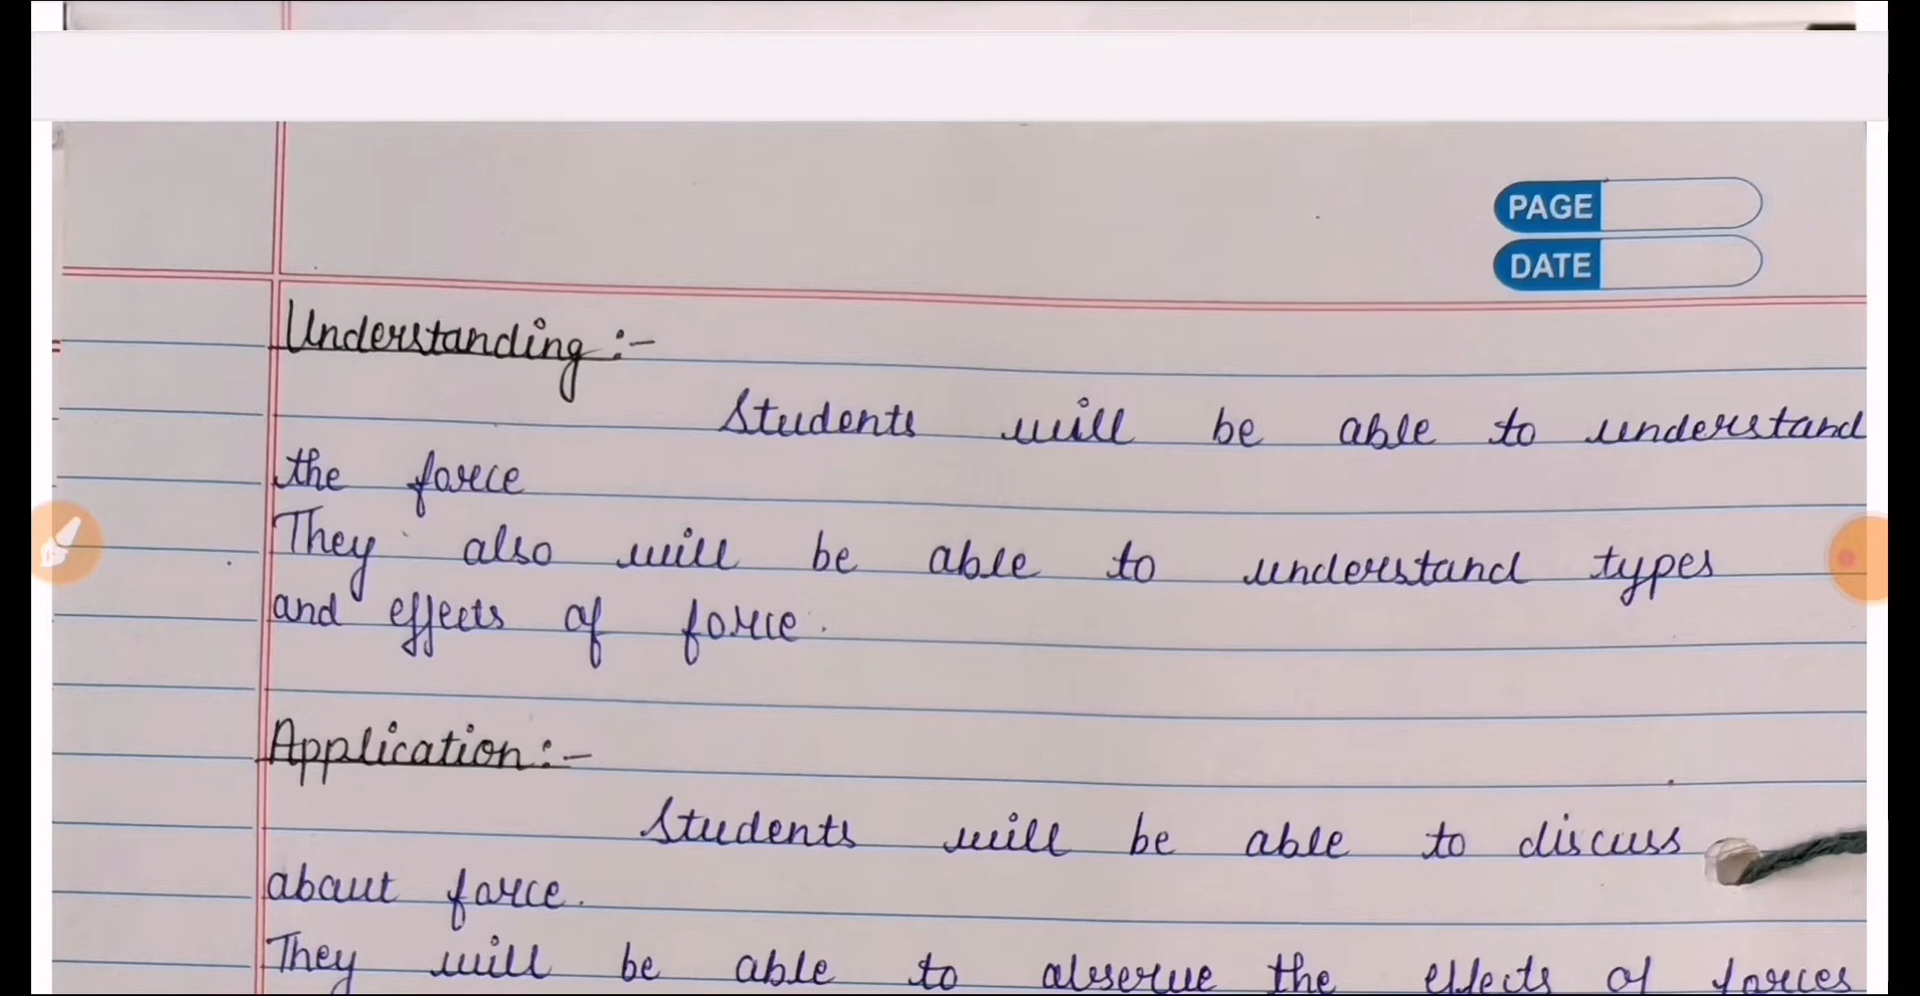 PAGE
DATE
Understanding :-
Students will be able to understand
the force
They also will be able to understand types
and effects of force.
Application :-
Students will be able to discuss
about force.
They will be able to observe the effects of forces